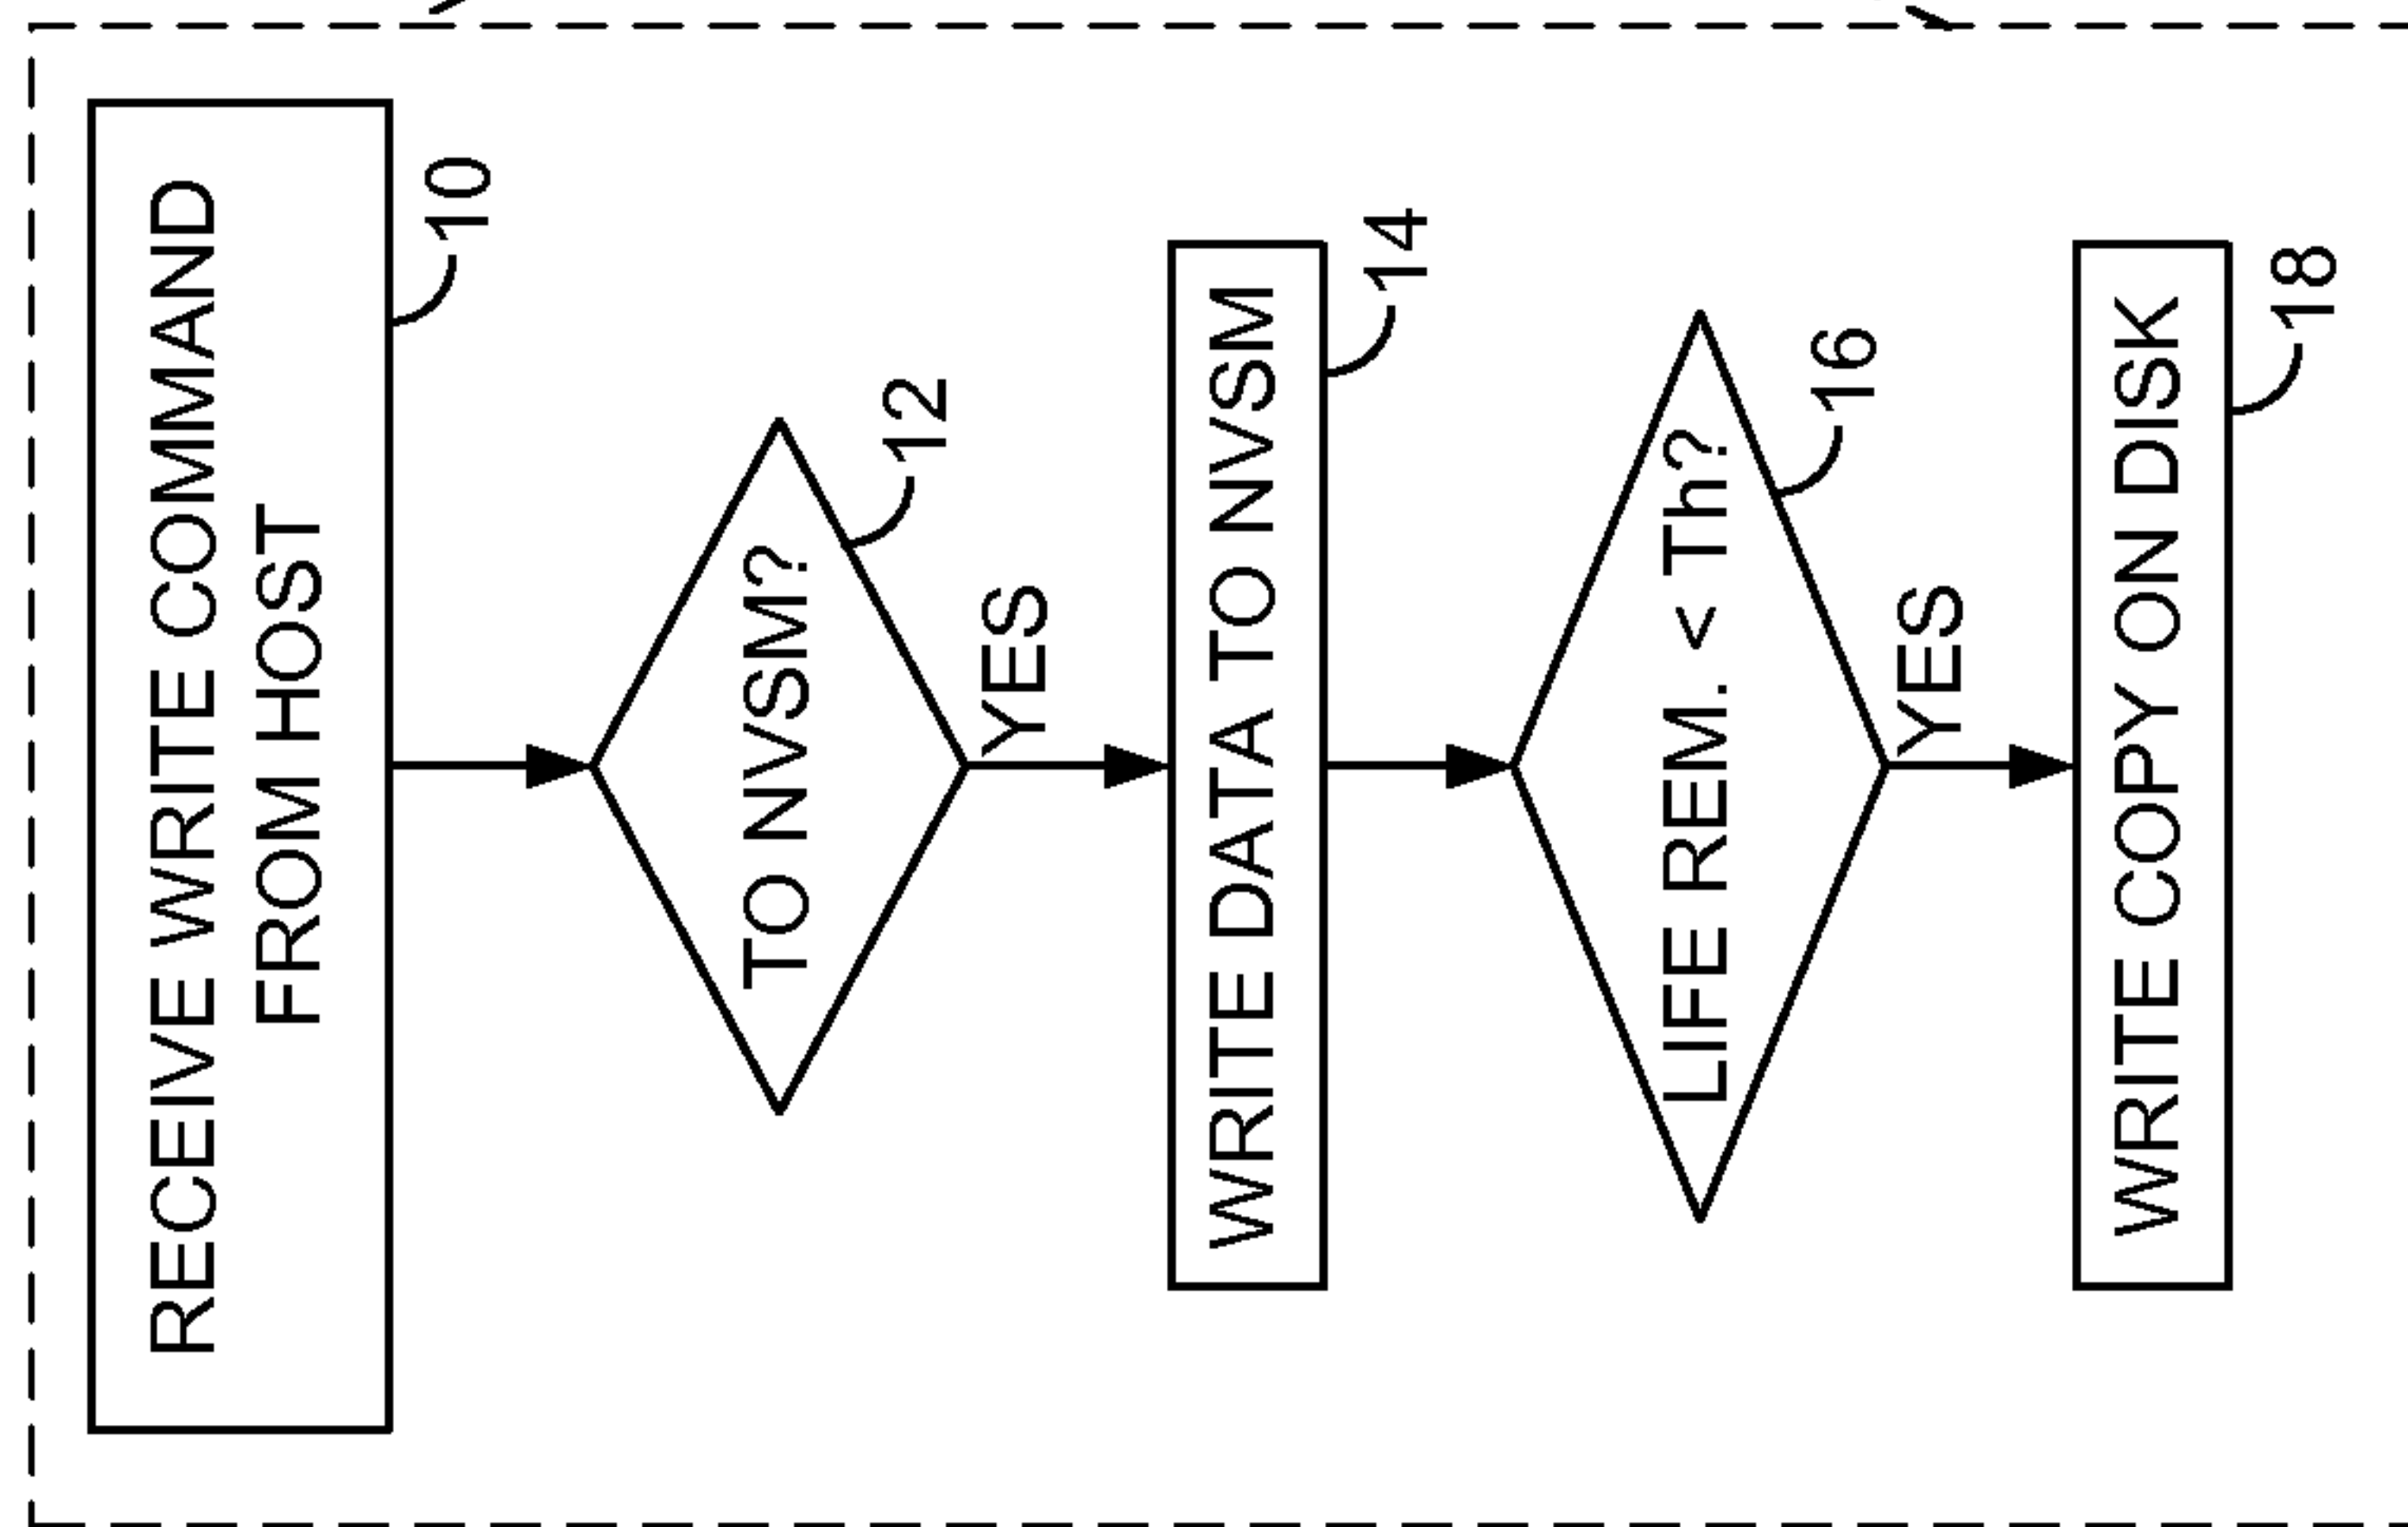 RECEIVE WRITE COMMAND
FROM HOST
10
TO NVSM?
12
YES
WRITE DATA TO NVSM
14
LIFE REM. < Th?
16
YES
WRITE COPY ON DISK
18